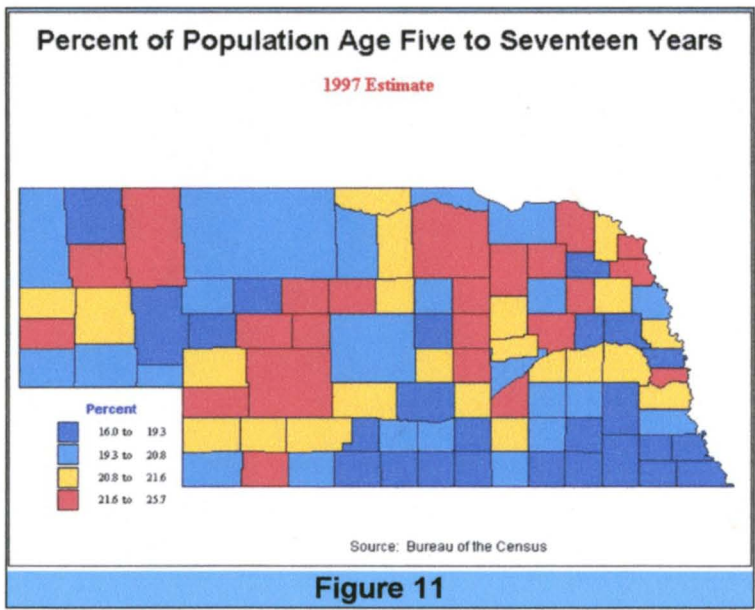 Percent of Population Age Five to Seventeen Years
1997 Estimate
Percent
16.0 to 19.3
19.3 to 20.8
20.8 to 21.6
21.6 to 25.7
Source: Bureau of the Census
Figure 11